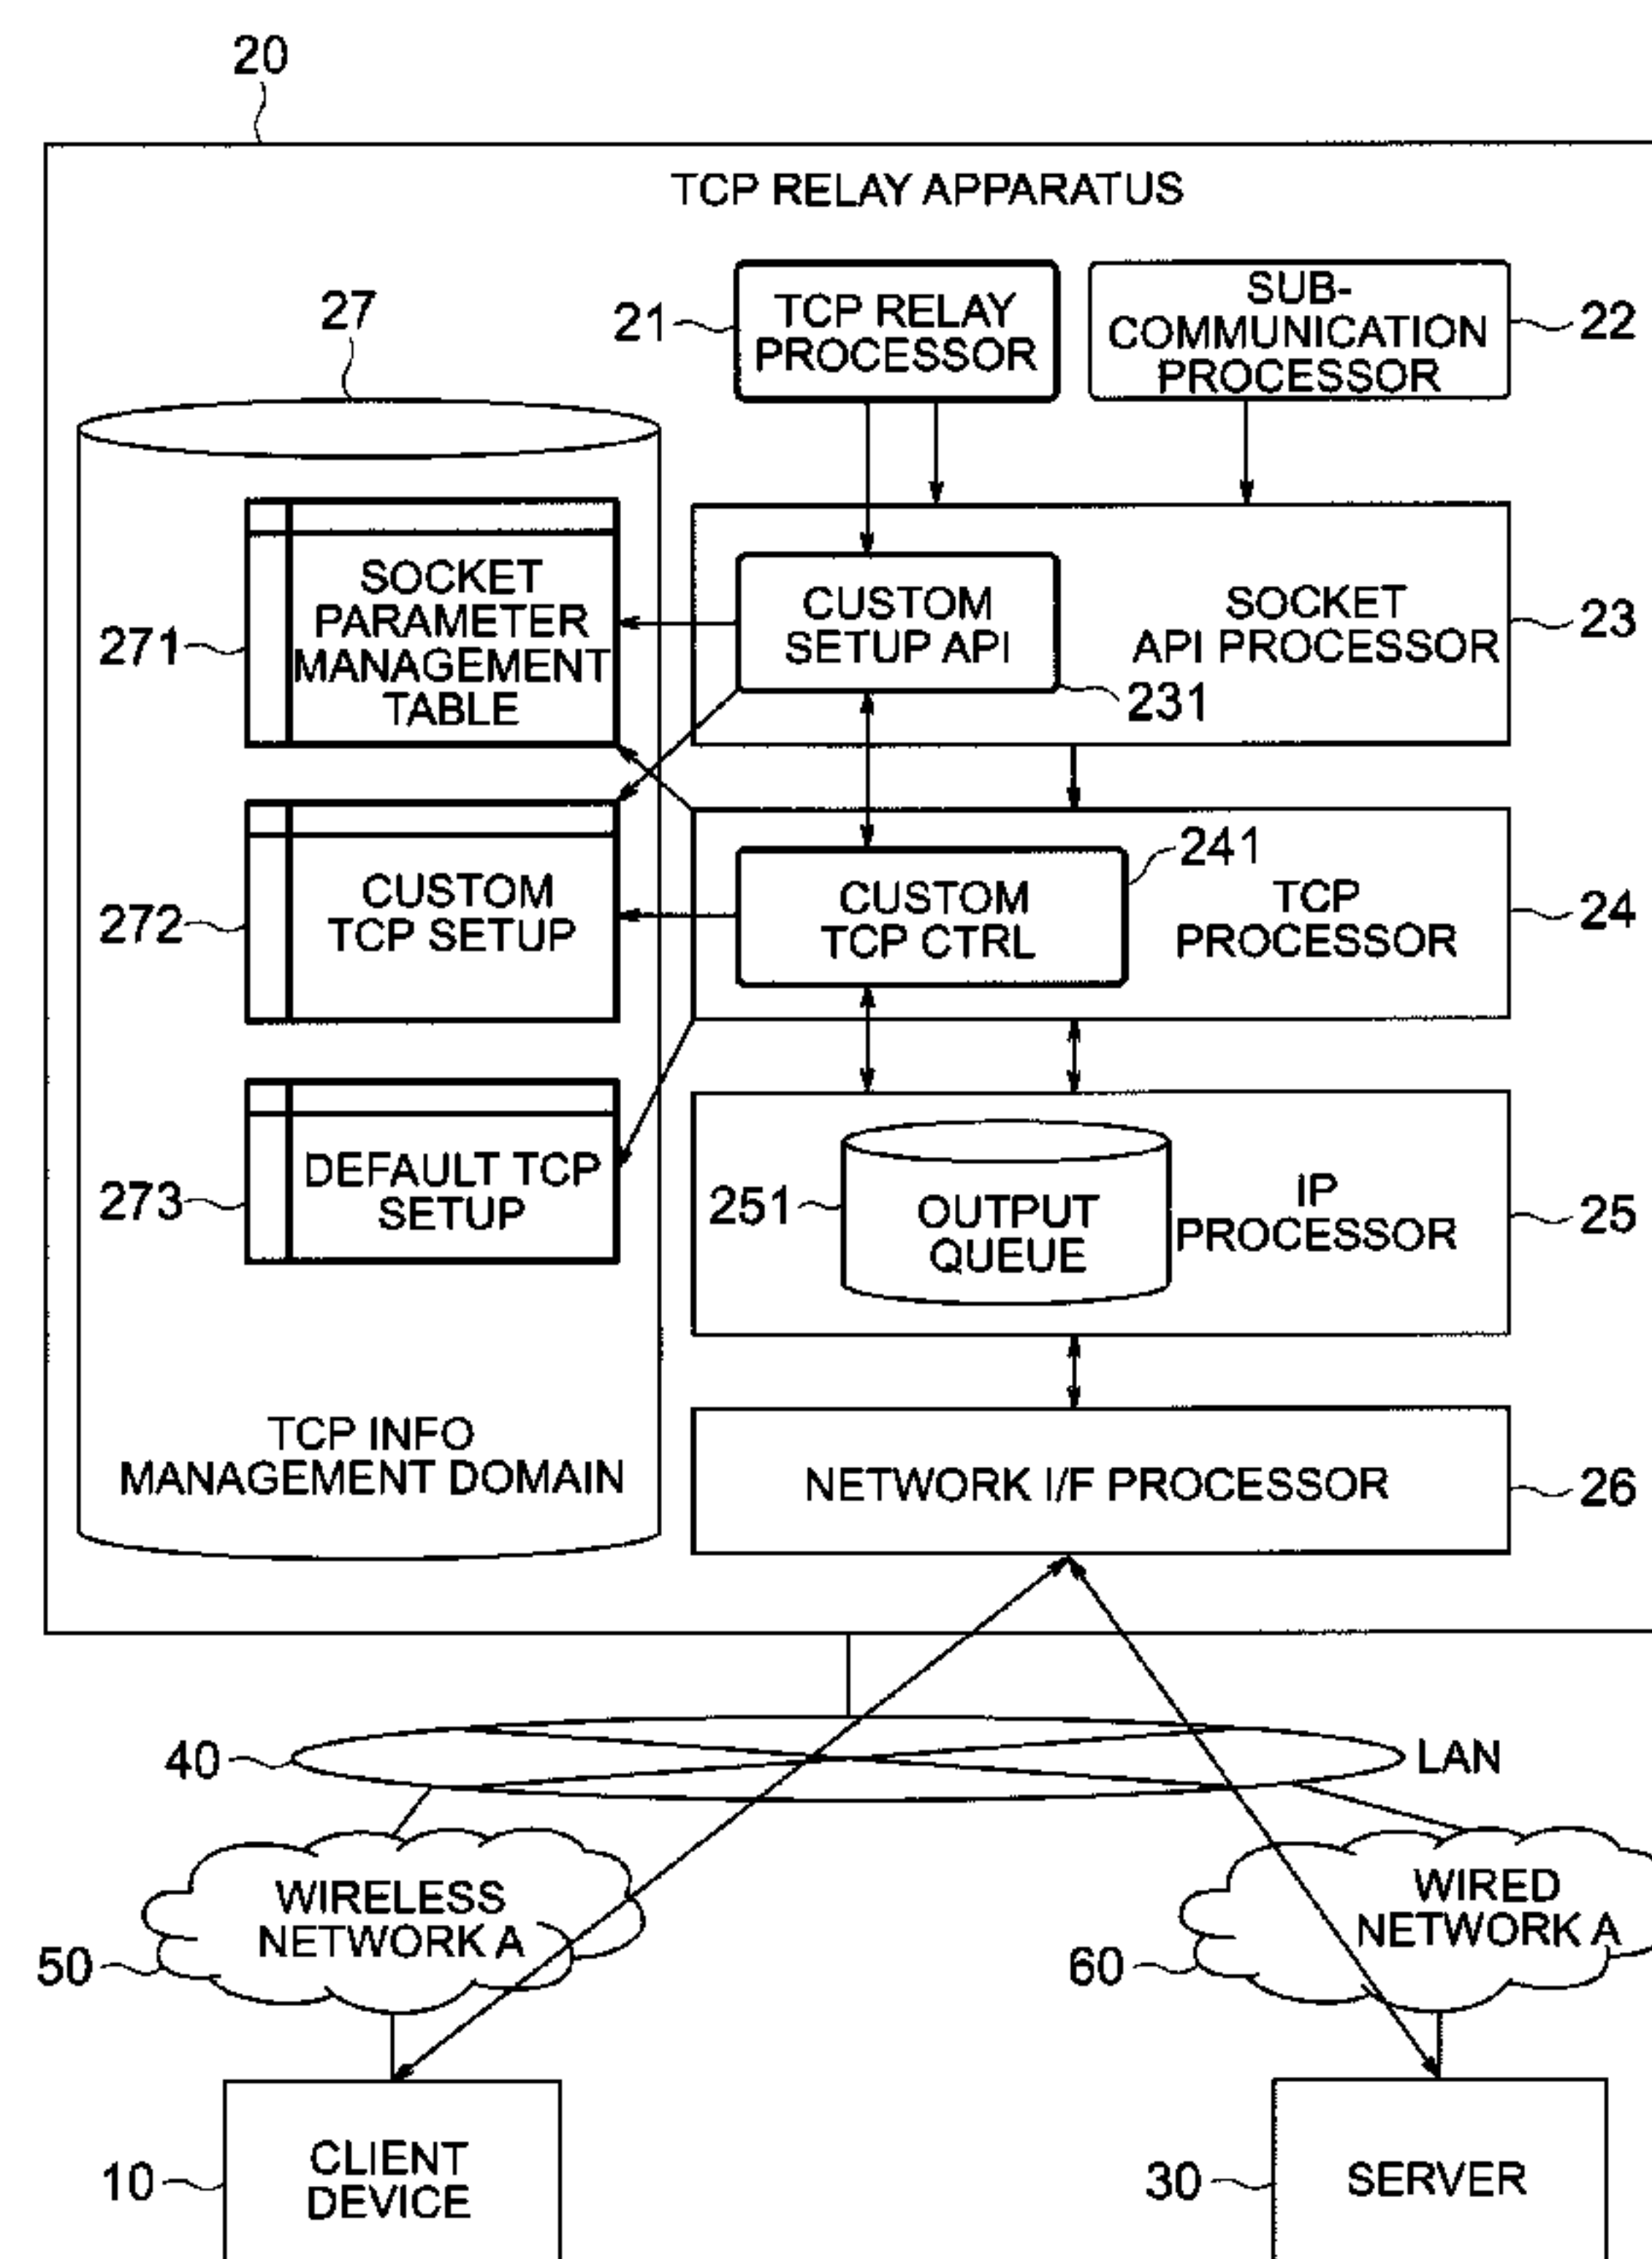 20
TCP RELAY APPARATUS
27
21
TCP RELAY
PROCESSOR
SUB-
COMMUNICATION
PROCESSOR
22
271
SOCKET
PARAMETER
MANAGEMENT
TABLE
CUSTOM
SETUP API
231
SOCKET
API PROCESSOR
23
272
CUSTOM
TCP SETUP
CUSTOM
TCP CTRL
241
TCP
PROCESSOR
24
273
DEFAULT TCP
SETUP
251
OUTPUT
QUEUE
IP
PROCESSOR
25
TCP INFO
MANAGEMENT DOMAIN
NETWORK I/F PROCESSOR
26
40
LAN
WIRELESS
NETWORK A
50
WIRED
NETWORK A
60
10
CLIENT
DEVICE
30
SERVER